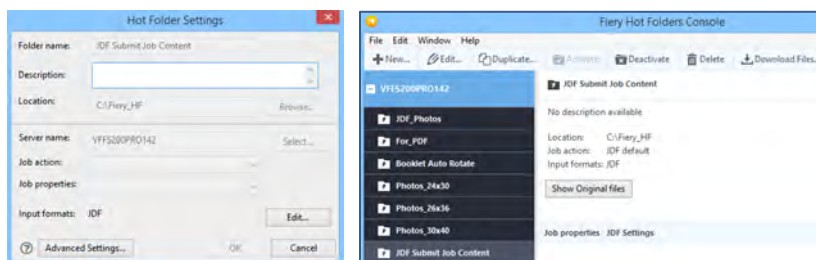 Hot Folder Settings
Folder name: JDF Submit Job Content
Description:
Location: C:\Fiery_HF Browse...
Server name: VFFS200PRO142 Select...
Job action:
Job properties:
Input formats: JDF Edit...
Advanced Settings... OK Cancel
Fiery Hot Folders Console
File Edit Window Help
New... Edit... Duplicate... Activate Deactivate Delete Download Files.
VFFS200PRO142
JDF_Photos
For_PDF
Booklet Auto Rotate
Photos_24x30
Photos_26x36
Photos_30x40
JDF Submit Job Content
JDF Submit Job Content
No description available
Location: C:\Fiery_HF
Job action: JDF default
Input formats: JDF
Show Original files
Job properties JDF Settings